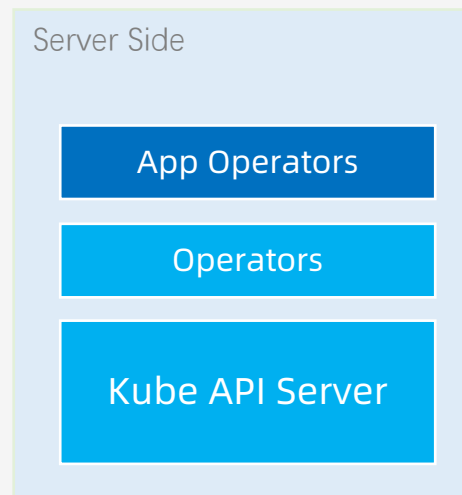 Server Side
App Operators
Operators
Kube API Server